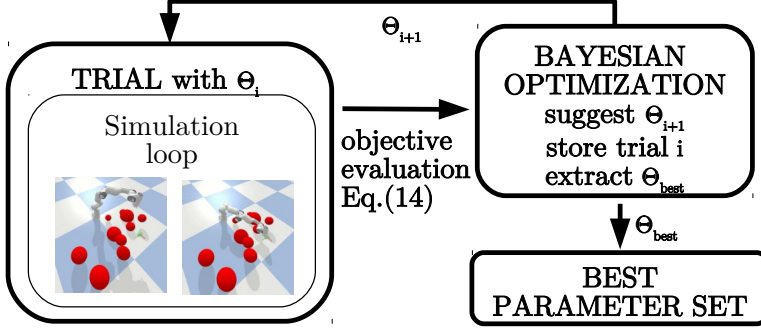 Θi+1
TRIAL with Θi
Simulation
loop
objective
evaluation
Eq.(14)
BAYESIAN
OPTIMIZATION
suggest Θi+1
store trial i
extract Θbest
Θbest
BEST
PARAMETER SET